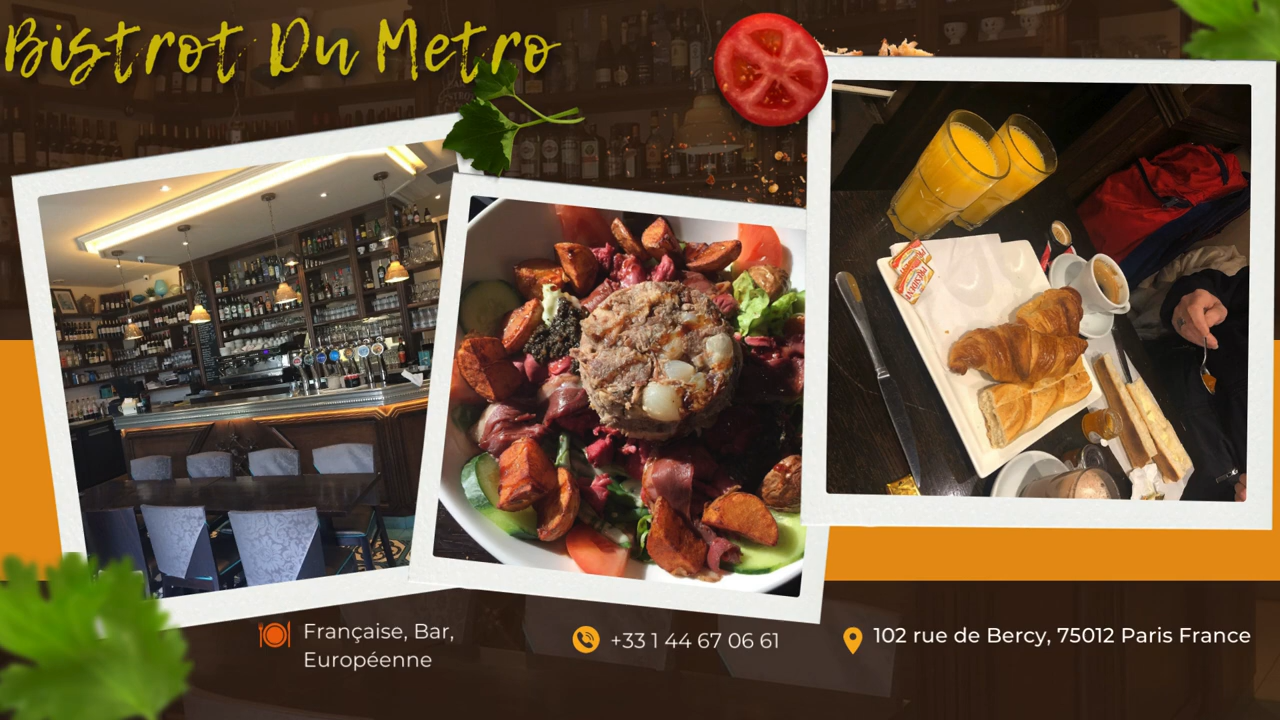 Bistrot Du Metro
Française, Bar,
Européenne
+33 1 44 67 06 61
102 rue de Bercy, 75012 Paris France